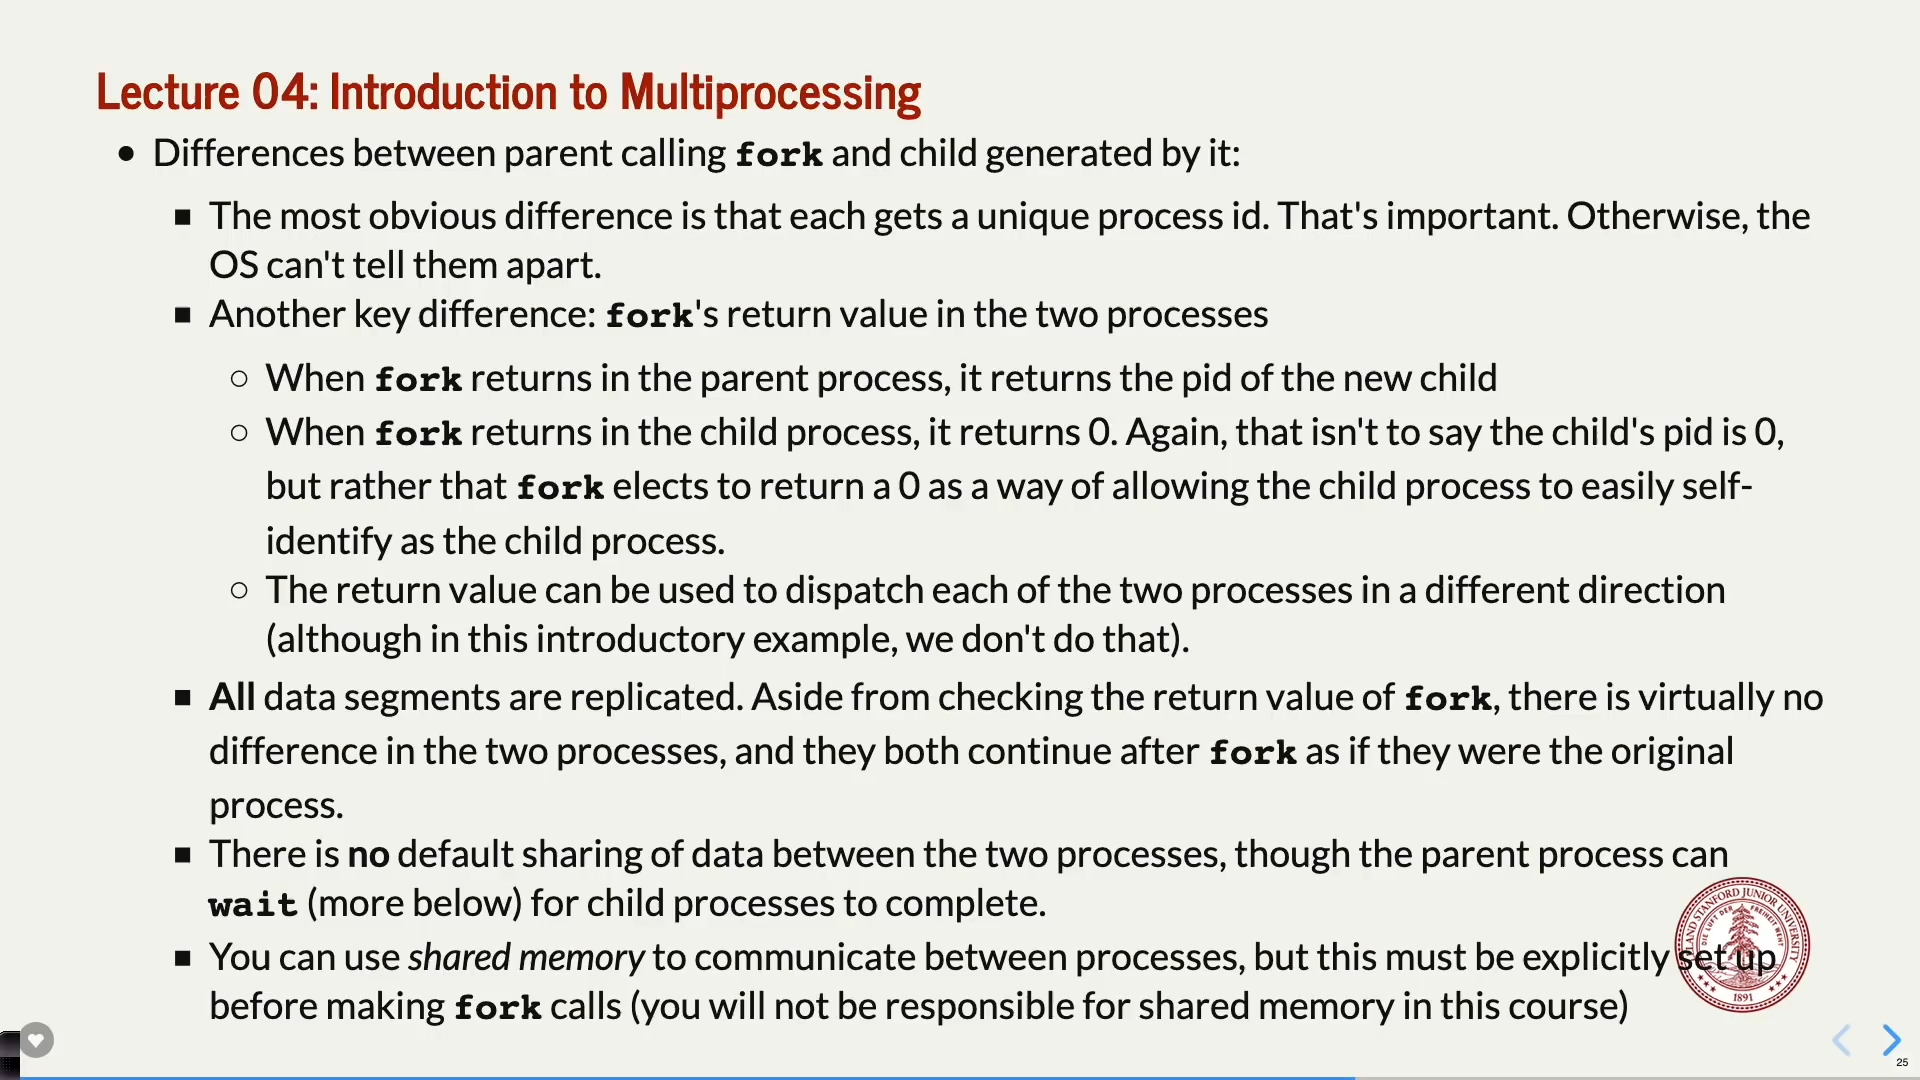 Lecture 04: Introduction to Multiprocessing
Differences between parent calling fork and child generated by it:
The most obvious difference is that each gets a unique process id. That's important. Otherwise, the
OS can't tell them apart.
Another key difference: fork's return value in the two processes
When fork returns in the parent process, it returns the pid of the new child
When fork returns in the child process, it returns 0. Again, that isn't to say the child's pid is 0,
but rather that fork elects to return a 0 as a way of allowing the child process to easily self-
identify as the child process.
The return value can be used to dispatch each of the two processes in a different direction
(although in this introductory example, we don't do that).
All data segments are replicated. Aside from checking the return value of fork, there is virtually no
difference in the two processes, and they both continue after fork as if they were the original
process.
There is no default sharing of data between the two processes, though the parent process can
wait (more below) for child processes to complete.
You can use shared memory to communicate between processes, but this must be explicitly set up
before making fork calls (you will not be responsible for shared memory in this course)
LELAND STANFORD JUNIOR UNIVERSITY
DIE LUFT DER FREIHEIT WEHT
1891
25